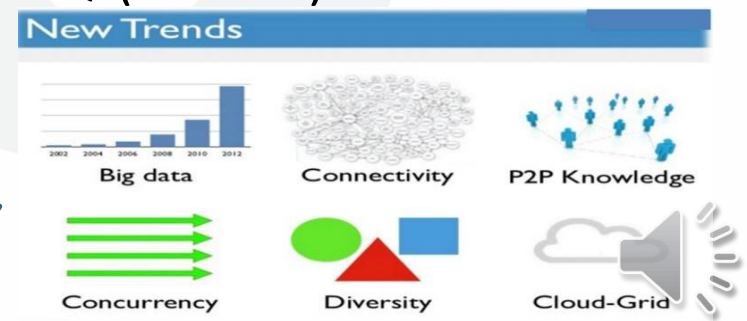 New Trends
2002 2004 2006 2008 2010 2012
Big data
Connectivity
P2P Knowledge
Concurrency
Diversity
Cloud-Grid